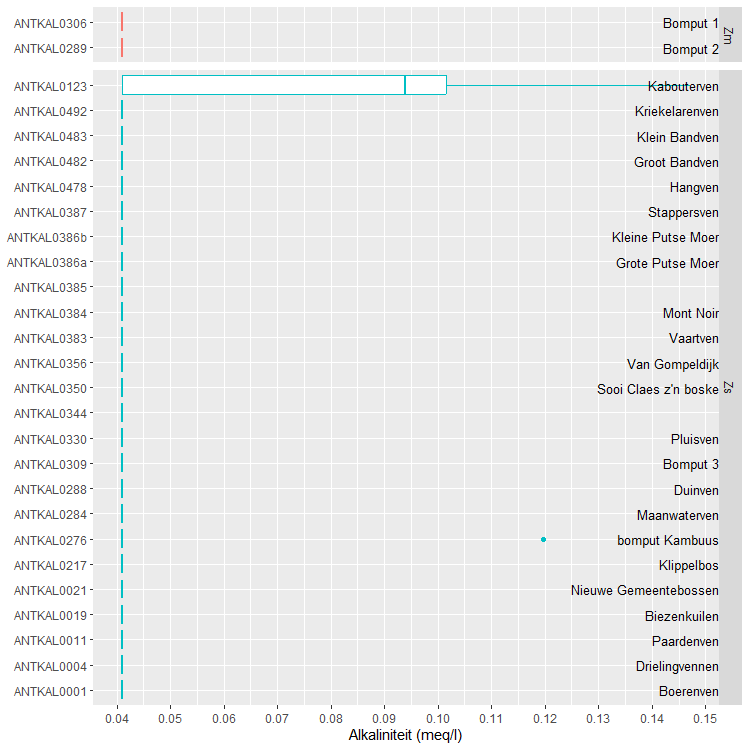 ANTKAL0306 Bomput 1
ANTKAL0289 Bomput 2
Zm
ANTKAL0123 Kabouterven
ANTKAL0492 Kriekelarenven
ANTKAL0483 Klein Bandven
ANTKAL0482 Groot Bandven
ANTKAL0478 Hangven
ANTKAL0387 Stappersven
ANTKAL0386b Kleine Putse Moer
ANTKAL0386a Grote Putse Moer
ANTKAL0385
ANTKAL0384 Mont Noir
ANTKAL0383 Vaartven
ANTKAL0356 Van Gompeldijk
ANTKAL0350 Sooi Claes z'n boske
ANTKAL0344
ANTKAL0330 Pluisven
ANTKAL0309 Bomput 3
ANTKAL0288 Duinven
ANTKAL0284 Maanwaterven
ANTKAL0276 bomput Kambuus
ANTKAL0217 Klippelbos
ANTKAL0021 Nieuwe Gemeentebossen
ANTKAL0019 Biezenkuilen
ANTKAL0011 Paardenven
ANTKAL0004 Drielingvennen
ANTKAL0001 Boerenven
Zs
0.04 0.05 0.06 0.07 0.08 0.09 0.10 0.11 0.12 0.13 0.14 0.15
Alkaliniteit (meq/l)